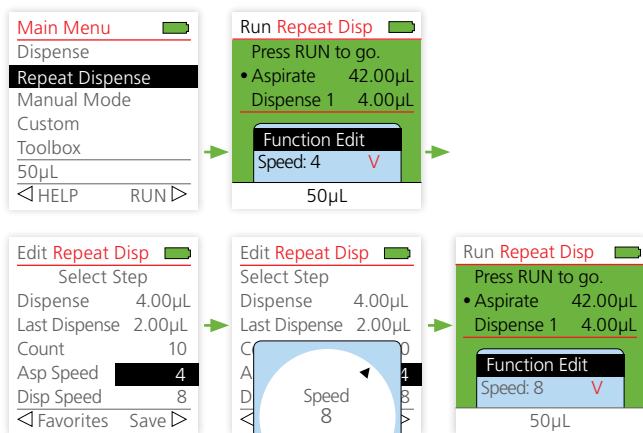 Main Menu
Dispense
Repeat Dispense
Manual Mode
Custom
Toolbox
50µL
HELP RUN
Run Repeat Disp
Press RUN to go.
• Aspirate 42.00µL
Dispense 1 4.00µL
Function Edit
Speed: 4 V
50µL
Edit Repeat Disp
Select Step
Dispense 4.00µL
Last Dispense 2.00µL
Count 10
Asp Speed 4
Disp Speed 8
Favorites Save
Edit Repeat Disp
Select Step
Dispense 4.00µL
Last Dispense 2.00µL
C 0
A 4
D 8
Speed
8
Run Repeat Disp
Press RUN to go.
• Aspirate 42.00µL
Dispense 1 4.00µL
Function Edit
Speed: 8 V
50µL